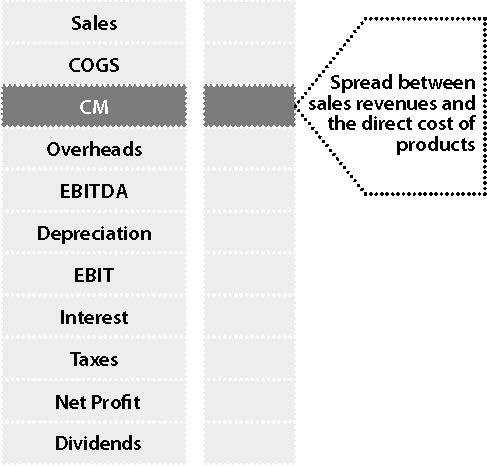 Sales
COGS
CM
Overheads
EBITDA
Depreciation
EBIT
Interest
Taxes
Net Profit
Dividends
Spread between
sales revenues and
the direct cost of
products